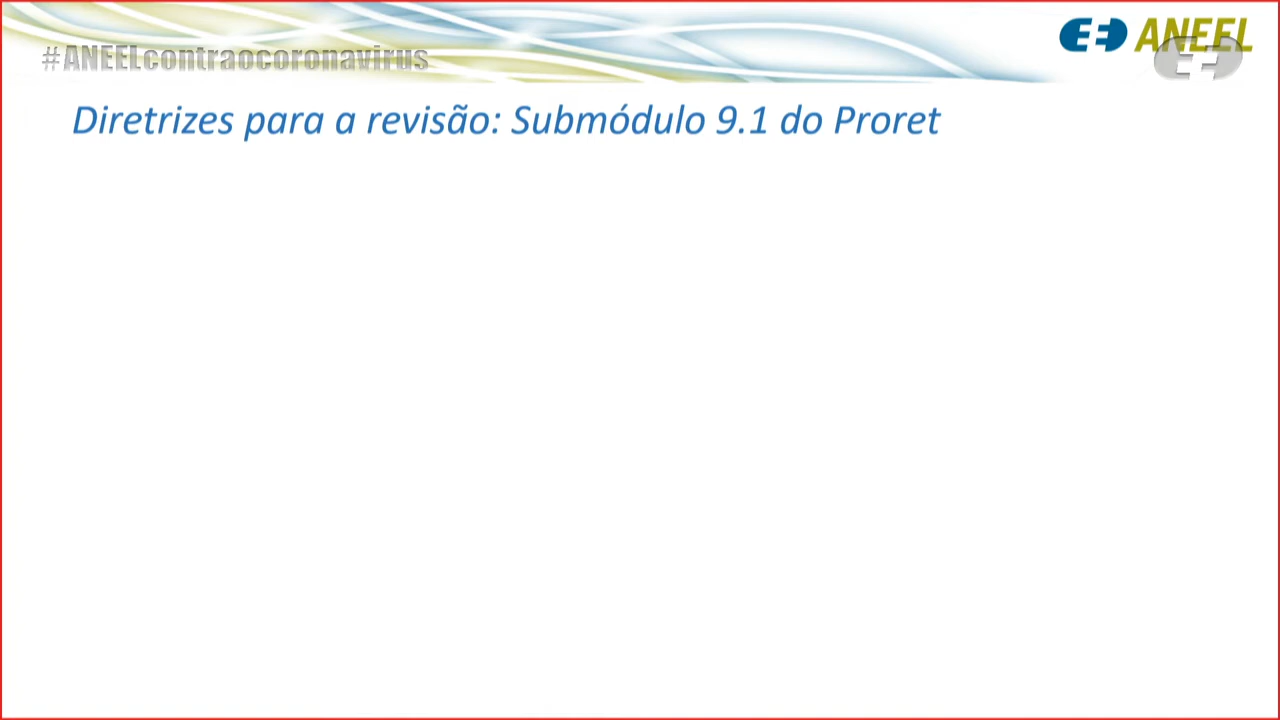 #ANEELcontraocoronavirus
ANEEL
Diretrizes para a revisão: Submódulo 9.1 do Proret